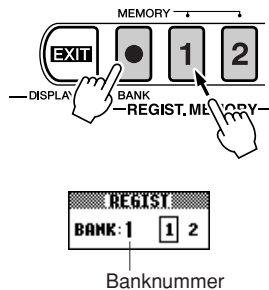 MEMORY
EXIT 1 2
DISPLAY BANK
REGIST. MEMORY
REGIST
BANK:1 1 2
Banknummer